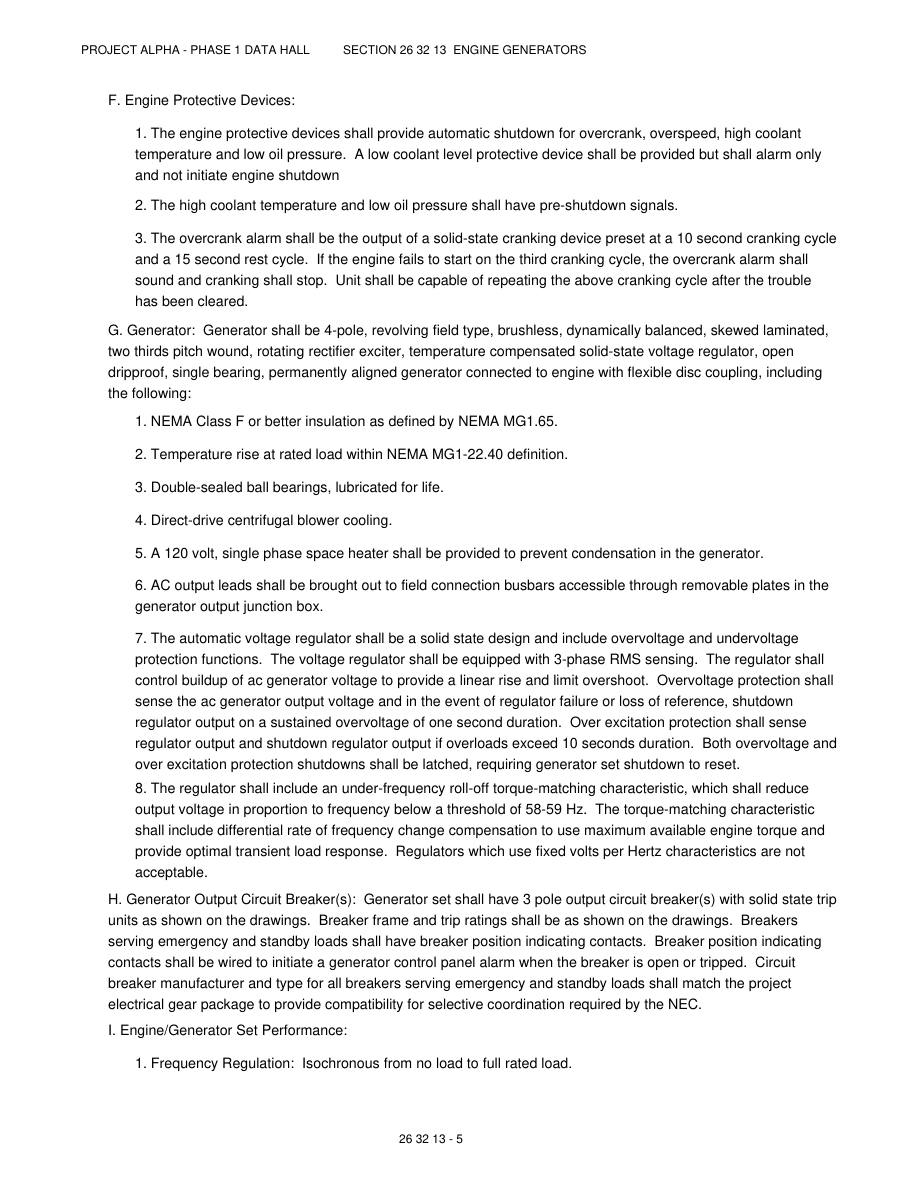 PROJECT ALPHA - PHASE 1 DATA HALL SECTION 26 32 13 ENGINE GENERATORS
F. Engine Protective Devices:
1. The engine protective devices shall provide automatic shutdown for overcrank, overspeed, high coolant
temperature and low oil pressure. A low coolant level protective device shall be provided but shall alarm only
and not initiate engine shutdown
2. The high coolant temperature and low oil pressure shall have pre-shutdown signals.
3. The overcrank alarm shall be the output of a solid-state cranking device preset at a 10 second cranking cycle
and a 15 second rest cycle. If the engine fails to start on the third cranking cycle, the overcrank alarm shall
sound and cranking shall stop. Unit shall be capable of repeating the above cranking cycle after the trouble
has been cleared.
G. Generator: Generator shall be 4-pole, revolving field type, brushless, dynamically balanced, skewed laminated,
two thirds pitch wound, rotating rectifier exciter, temperature compensated solid-state voltage regulator, open
dripproof, single bearing, permanently aligned generator connected to engine with flexible disc coupling, including
the following:
1. NEMA Class F or better insulation as defined by NEMA MG1.65.
2. Temperature rise at rated load within NEMA MG1-22.40 definition.
3. Double-sealed ball bearings, lubricated for life.
4. Direct-drive centrifugal blower cooling.
5. A 120 volt, single phase space heater shall be provided to prevent condensation in the generator.
6. AC output leads shall be brought out to field connection busbars accessible through removable plates in the
generator output junction box.
7. The automatic voltage regulator shall be a solid state design and include overvoltage and undervoltage
protection functions. The voltage regulator shall be equipped with 3-phase RMS sensing. The regulator shall
control buildup of ac generator voltage to provide a linear rise and limit overshoot. Overvoltage protection shall
sense the ac generator output voltage and in the event of regulator failure or loss of reference, shutdown
regulator output on a sustained overvoltage of one second duration. Over excitation protection shall sense
regulator output and shutdown regulator output if overloads exceed 10 seconds duration. Both overvoltage and
over excitation protection shutdowns shall be latched, requiring generator set shutdown to reset.
8. The regulator shall include an under-frequency roll-off torque-matching characteristic, which shall reduce
output voltage in proportion to frequency below a threshold of 58-59 Hz. The torque-matching characteristic
shall include differential rate of frequency change compensation to use maximum available engine torque and
provide optimal transient load response. Regulators which use fixed volts per Hertz characteristics are not
acceptable.
H. Generator Output Circuit Breaker(s): Generator set shall have 3 pole output circuit breaker(s) with solid state trip
units as shown on the drawings. Breaker frame and trip ratings shall be as shown on the drawings. Breakers
serving emergency and standby loads shall have breaker position indicating contacts. Breaker position indicating
contacts shall be wired to initiate a generator control panel alarm when the breaker is open or tripped. Circuit
breaker manufacturer and type for all breakers serving emergency and standby loads shall match the project
electrical gear package to provide compatibility for selective coordination required by the NEC.
I. Engine/Generator Set Performance:
1. Frequency Regulation: Isochronous from no load to full rated load.
26 32 13 - 5